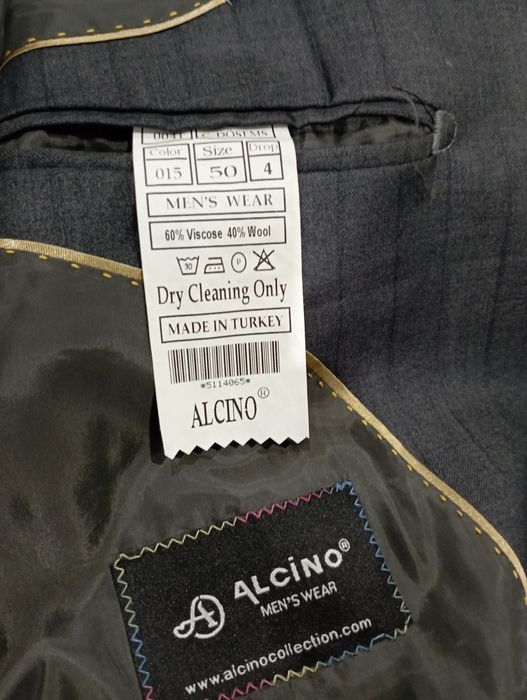 Color Size Drop
015 50 4
MEN'S WEAR
60% Viscose 40% Wool
30 P
Dry Cleaning Only
MADE IN TURKEY
*5114065*
ALCINO®
ALCiNO®
MEN'S WEAR
www.alcinocollection.com